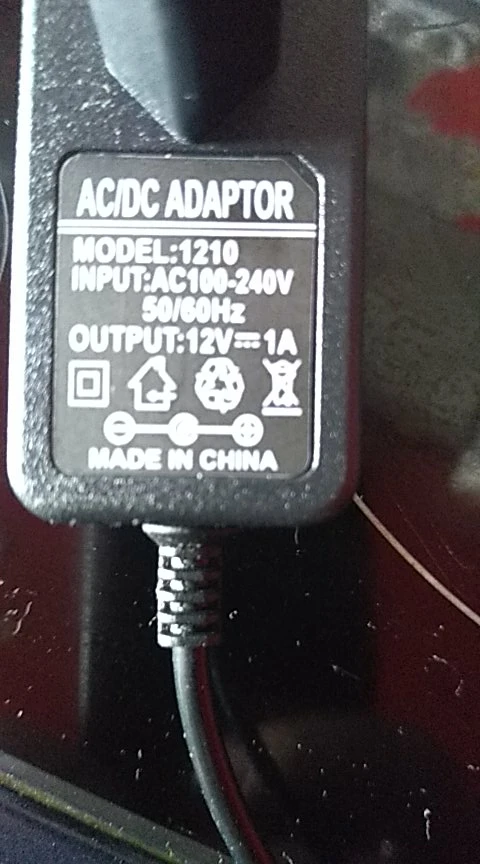 AC/DC ADAPTOR
MODEL:1210
INPUT:AC100-240V
50/60Hz
OUTPUT:12V⎓1A
MADE IN CHINA